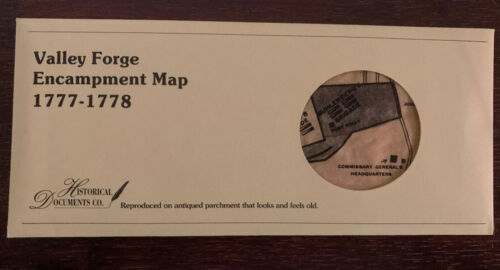 Valley Forge
Encampment Map
1777-1778
COMMISSARY GENERAL'S
HEADQUARTERS
HISTORICAL
DOCUMENTS CO.
Reproduced on antiqued parchment that looks and feels old.